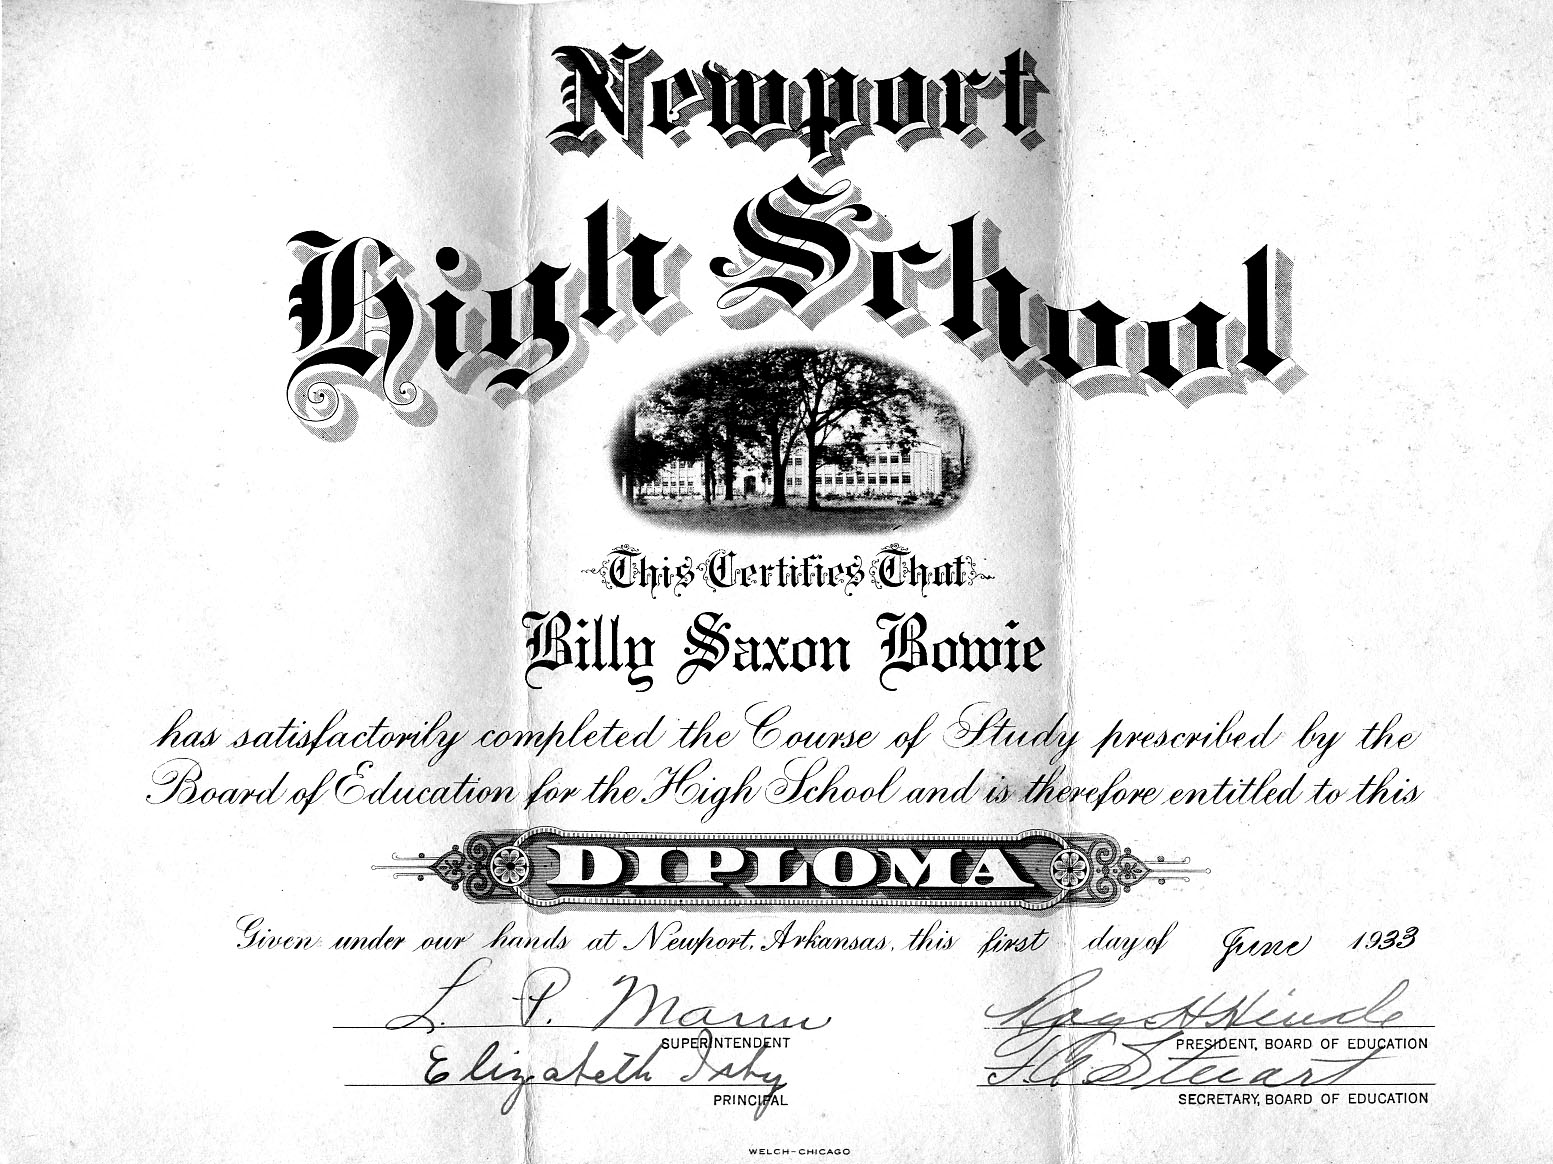 Newport
High School
This Certifies That
Billy Saxon Bowie
has satisfactorily completed the Course of Study prescribed by the
Board of Education for the High School and is therefore entitled to this
DIPLOMA
Given under our hands at Newport, Arkansas, this first day of June 1933
L. P. Mann
SUPERINTENDENT
Ray H
PRESIDENT, BOARD OF EDUCATION
Elizabeth
PRINCIPAL
Stuart
SECRETARY, BOARD OF EDUCATION
WELCH-CHICAGO